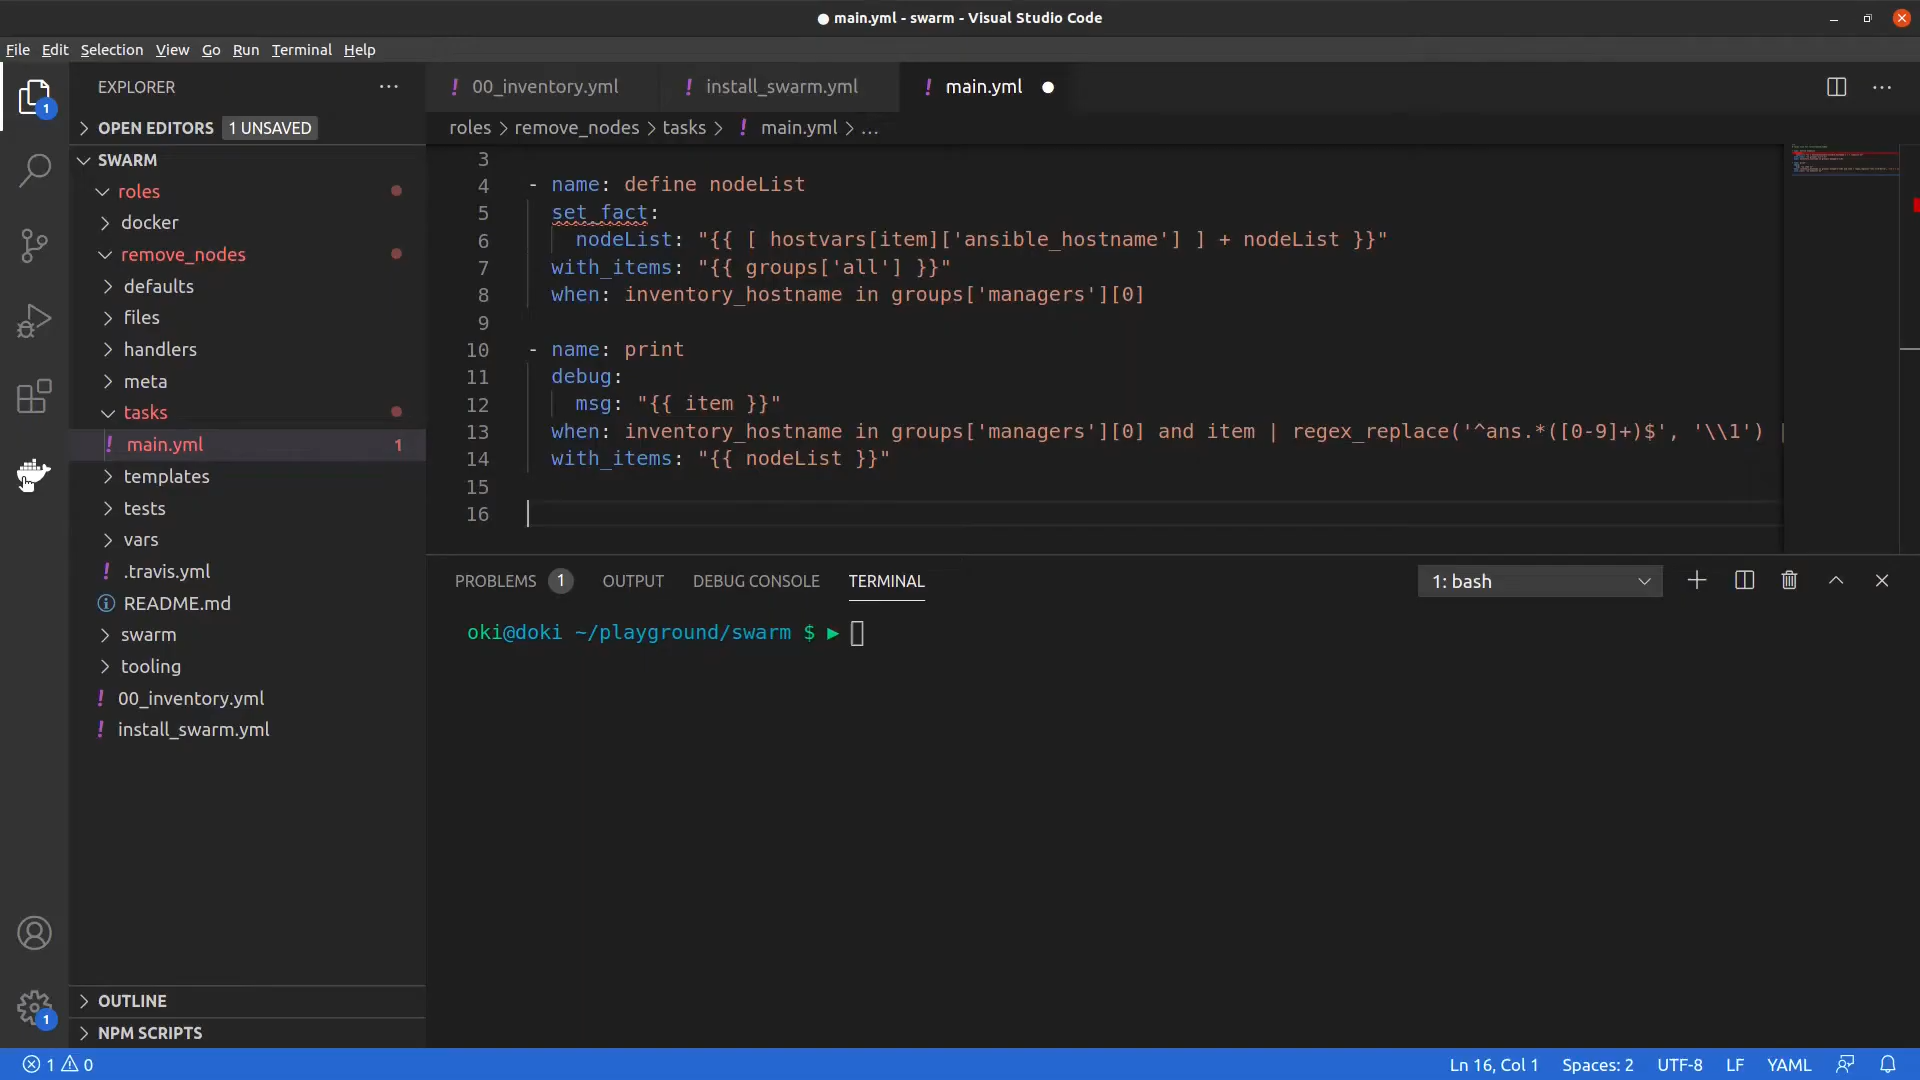 main.yml - swarm - Visual Studio Code
File Edit Selection View Go Run Terminal Help
1
EXPLORER
OPEN EDITORS 1 UNSAVED
SWARM
roles
docker
remove_nodes
defaults
files
handlers
meta
tasks
! main.yml 1
templates
tests
vars
! .travis.yml
README.md
swarm
tooling
! 00_inventory.yml
! install_swarm.yml
OUTLINE
NPM SCRIPTS
1
! 00_inventory.yml ! install_swarm.yml ! main.yml
roles > remove_nodes > tasks > ! main.yml > ...
3
4 - name: define nodeList
5 set_fact:
6 nodeList: "{{ [ hostvars[item]['ansible_hostname'] ] + nodeList }}"
7 with_items: "{{ groups['all'] }}"
8 when: inventory_hostname in groups['managers'][0]
9
10 - name: print
11 debug:
12 msg: "{{ item }}"
13 when: inventory_hostname in groups['managers'][0] and item | regex_replace('^ans.*([0-9]+)$', '\\1') |
14 with_items: "{{ nodeList }}"
15
16
PROBLEMS 1 OUTPUT DEBUG CONSOLE TERMINAL 1: bash
oki@doki ~/playground/swarm $ ►
1 0 Ln 16, Col 1 Spaces: 2 UTF-8 LF YAML